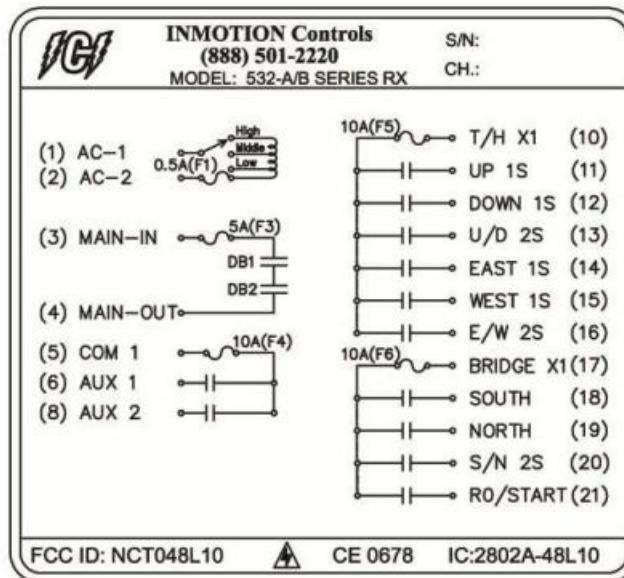 ICI
INMOTION Controls
(888) 501-2220
MODEL: 532-A/B SERIES RX
S/N:
CH.:
(1) AC-1
(2) AC-2
0.5A(F1)
High
Middle
Low
(3) MAIN-IN
5A(F3)
DB1
DB2
(4) MAIN-OUT
(5) COM 1
10A(F4)
(6) AUX 1
(8) AUX 2
10A(F5)
T/H X1 (10)
UP 1S (11)
DOWN 1S (12)
U/D 2S (13)
EAST 1S (14)
WEST 1S (15)
E/W 2S (16)
10A(F6)
BRIDGE X1(17)
SOUTH (18)
NORTH (19)
S/N 2S (20)
RO/START(21)
FCC ID: NCT048L10
CE 0678
IC:2802A-48L10